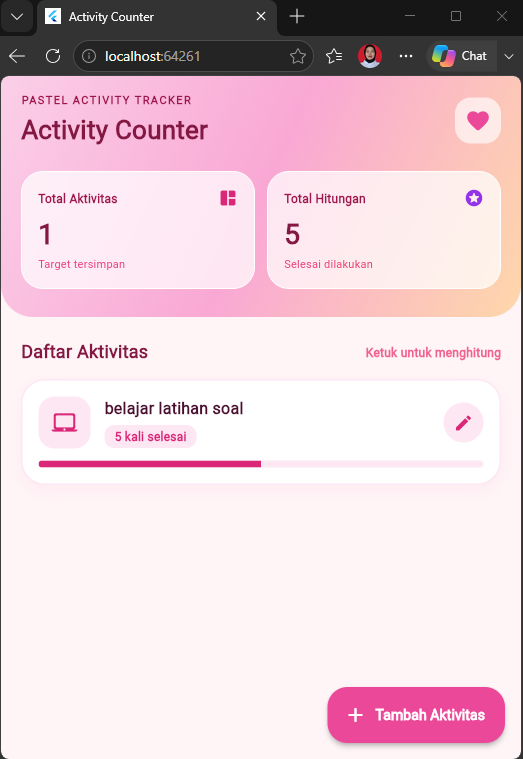 Activity Counter
localhost:64261
Chat
PASTEL ACTIVITY TRACKER
Activity Counter
Total Aktivitas
1
Target tersimpan
Total Hitungan
5
Selesai dilakukan
Daftar Aktivitas
Ketuk untuk menghitung
belajar latihan soal
5 kali selesai
Tambah Aktivitas